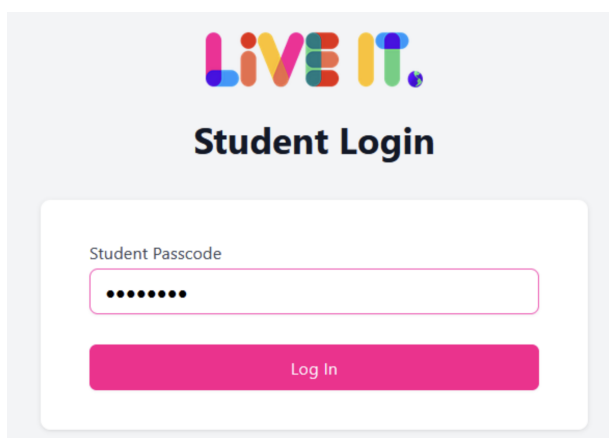 LiVE IT.
Student Login
Student Passcode
••••••••
Log In